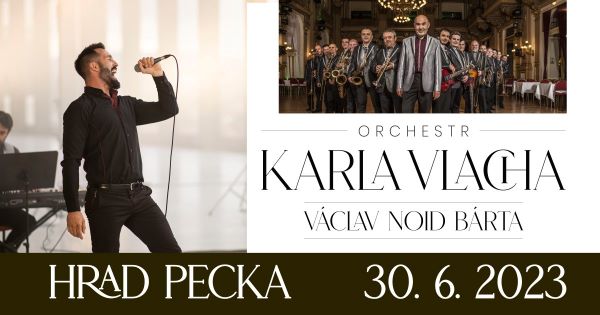 ORCHESTR
KARLA VLACHA
VÁCLAV NOID BÁRTA
HRAD PECKA 30. 6. 2023